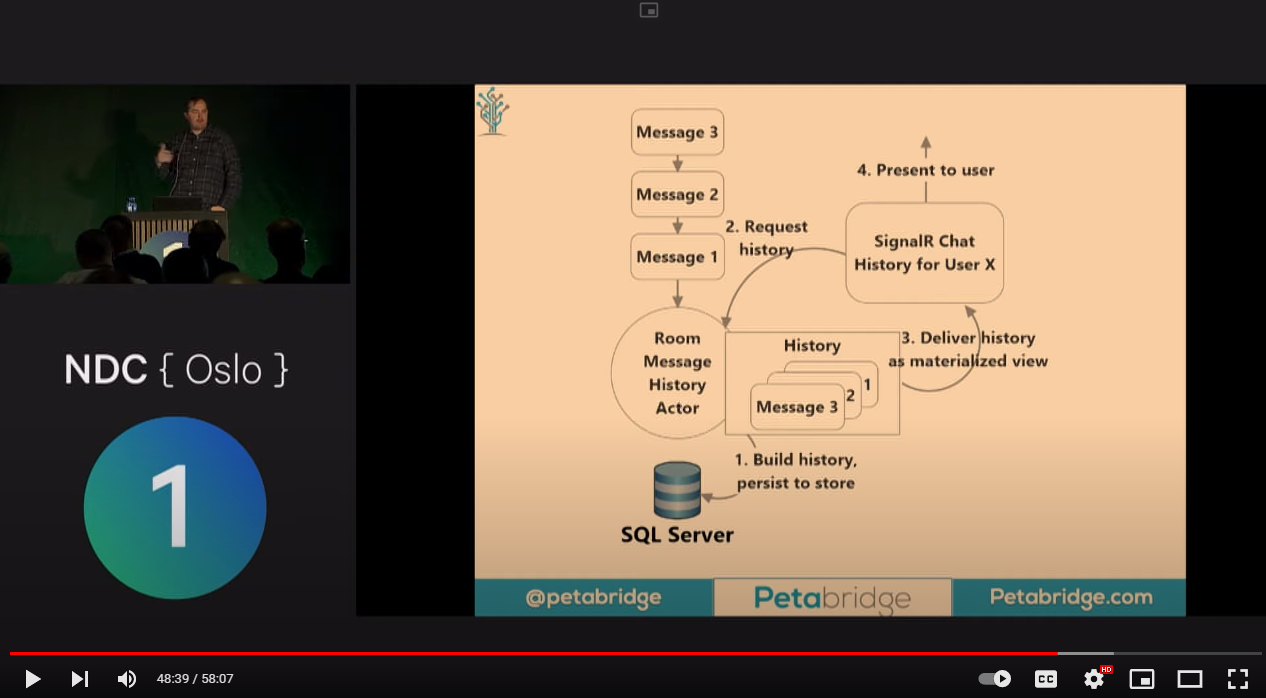 Message 3
Message 2
Message 1
2. Request
history
4. Present to user
SignalR Chat
History for User X
Room
Message
History
Actor
History
1
2
Message 3
3. Deliver history
as materialized view
1. Build history,
persist to store
SQL Server
@petabridge
Petabridge
Petabridge.com
NDC { Oslo }
1
48:39 / 58:07
CC
HD